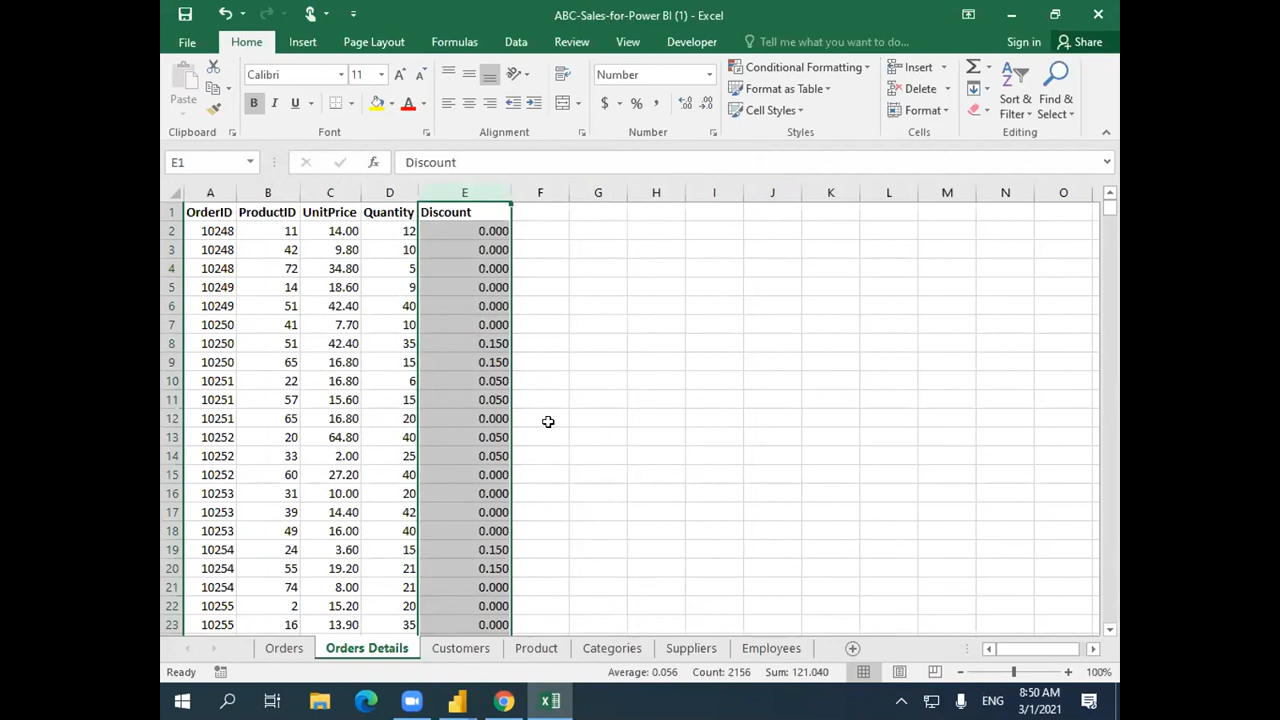 ABC-Sales-for-Power BI (1) - Excel
File Home Insert Page Layout Formulas Data Review View Developer Tell me what you want to do... Sign in Share
Paste Calibri 11 A A Number Conditional Formatting Insert
B I U A $ % , Format as Table Delete Sort & Find &
Cell Styles Format Filter Select
Clipboard Font Alignment Number Styles Cells Editing
E1 fx Discount
A B C D E F G H I J K L M N O
1 OrderID ProductID UnitPrice Quantity Discount
2 10248 11 14.00 12 0.000
3 10248 42 9.80 10 0.000
4 10248 72 34.80 5 0.000
5 10249 14 18.60 9 0.000
6 10249 51 42.40 40 0.000
7 10250 41 7.70 10 0.000
8 10250 51 42.40 35 0.150
9 10250 65 16.80 15 0.150
10 10251 22 16.80 6 0.050
11 10251 57 15.60 15 0.050
12 10251 65 16.80 20 0.000
13 10252 20 64.80 40 0.050
14 10252 33 2.00 25 0.050
15 10252 60 27.20 40 0.000
16 10253 31 10.00 20 0.000
17 10253 39 14.40 42 0.000
18 10253 49 16.00 40 0.000
19 10254 24 3.60 15 0.150
20 10254 55 19.20 21 0.150
21 10254 74 8.00 21 0.000
22 10255 2 15.20 20 0.000
23 10255 16 13.90 35 0.000
Orders Orders Details Customers Product Categories Suppliers Employees
Ready Average: 0.056 Count: 2156 Sum: 121.040 100%
ENG 8:50 AM
3/1/2021